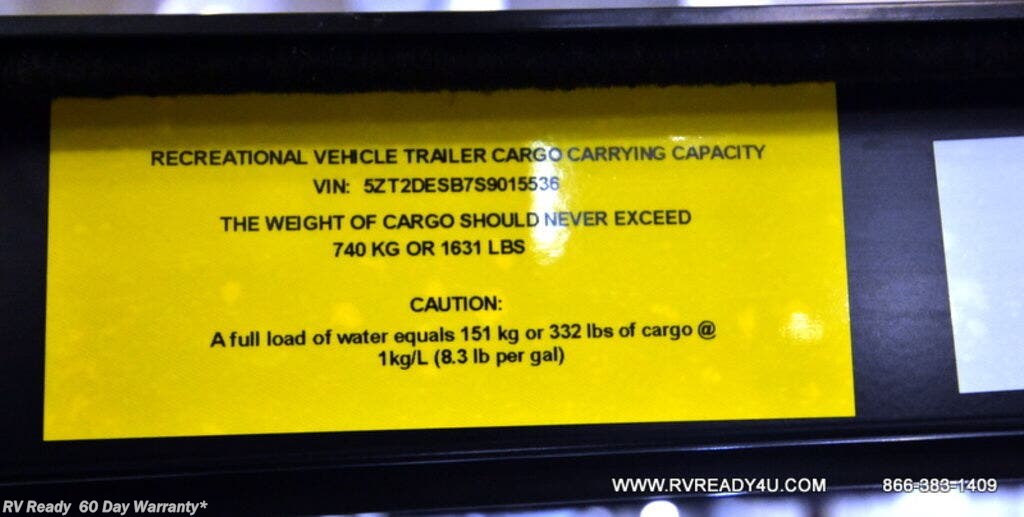 RECREATIONAL VEHICLE TRAILER CARGO CARRYING CAPACITY
VIN: 5ZT2DESB7S9015536
THE WEIGHT OF CARGO SHOULD NEVER EXCEED
740 KG OR 1631 LBS
CAUTION:
A full load of water equals 151 kg or 332 lbs of cargo @
1kg/L (8.3 lb per gal)
WWW.RVREADY4U.COM 866-383-1409
RV Ready 60 Day Warranty*